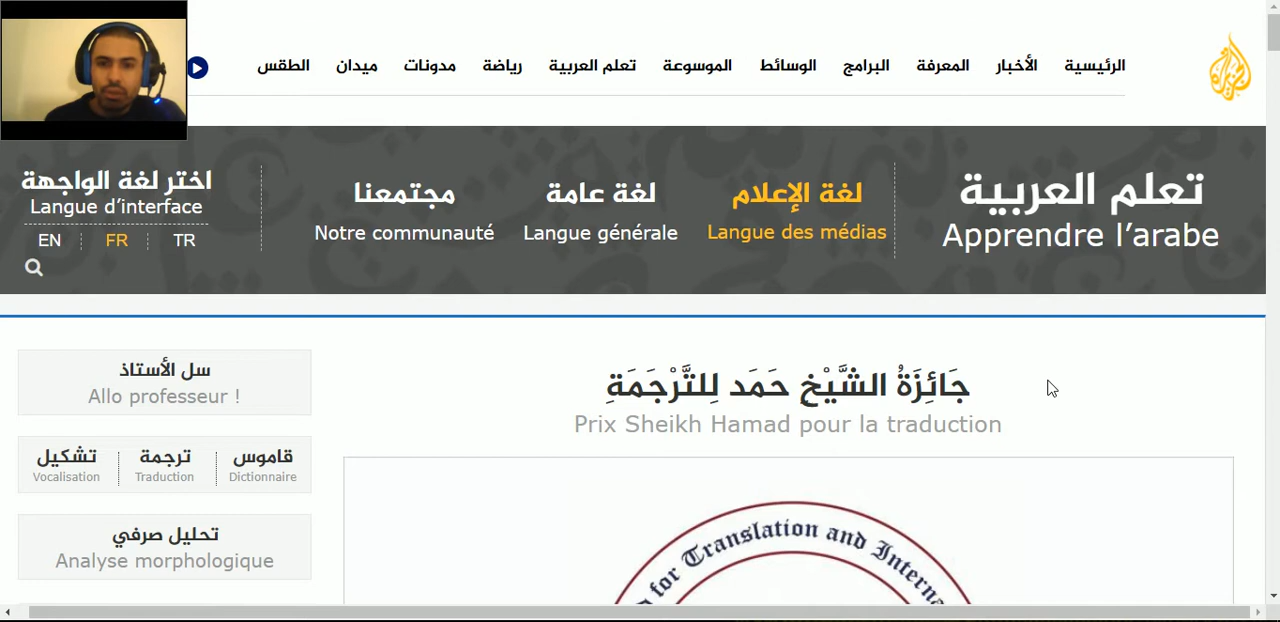 الرئيسية الأخبار المعرفة البرامج الوسائط الموسوعة تعلم العربية رياضة مدونات ميدان الطقس
تعلم العربية
Apprendre l'arabe
لغة الإعلام
Langue des médias
لغة عامة
Langue générale
مجتمعنا
Notre communauté
اختر لغة الواجهة
Langue d'interface
EN FR TR
جَائِزَةُ الشَّيْخِ حَمَد لِلتَّرْجَمَةِ
Prix Sheikh Hamad pour la traduction
سل الأستاذ
Allo professeur !
قاموس
Dictionnaire
ترجمة
Traduction
تشكيل
Vocalisation
تحليل صرفي
Analyse morphologique
for Translation and